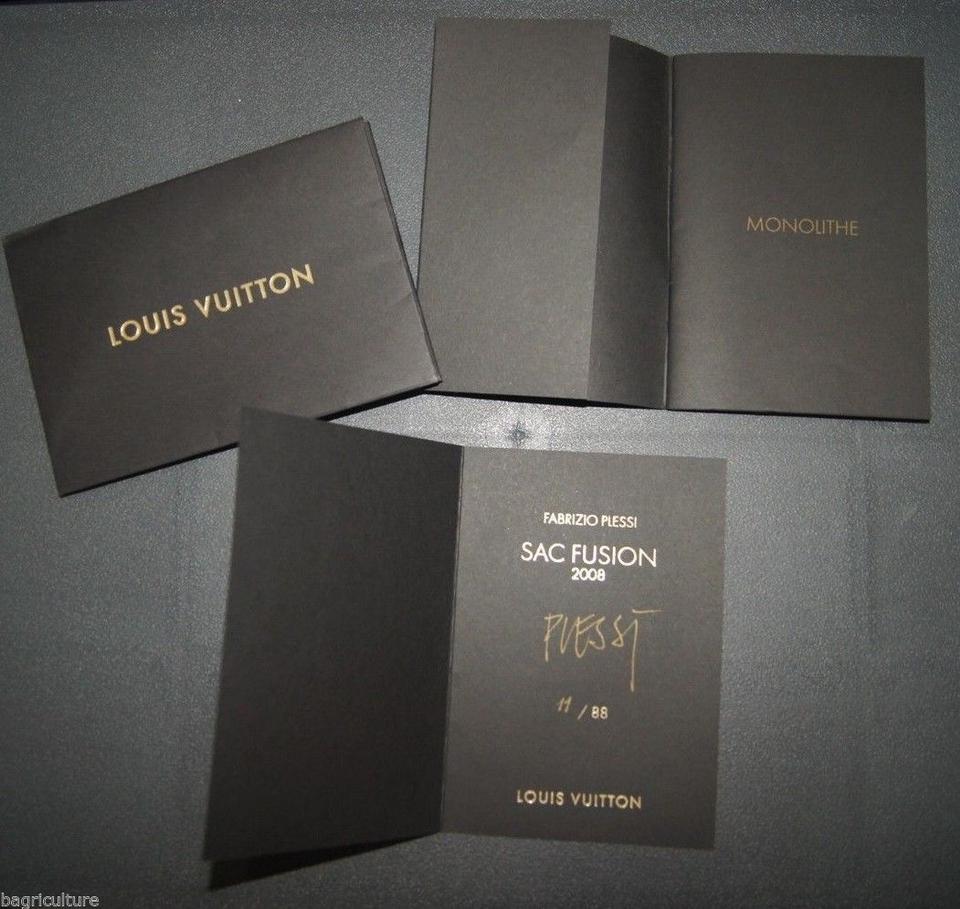 LOUIS VUITTON
MONOLITHE
FABRIZIO PLESSI
SAC FUSION
2008
PLESSI
11 / 88
LOUIS VUITTON
bagriculture